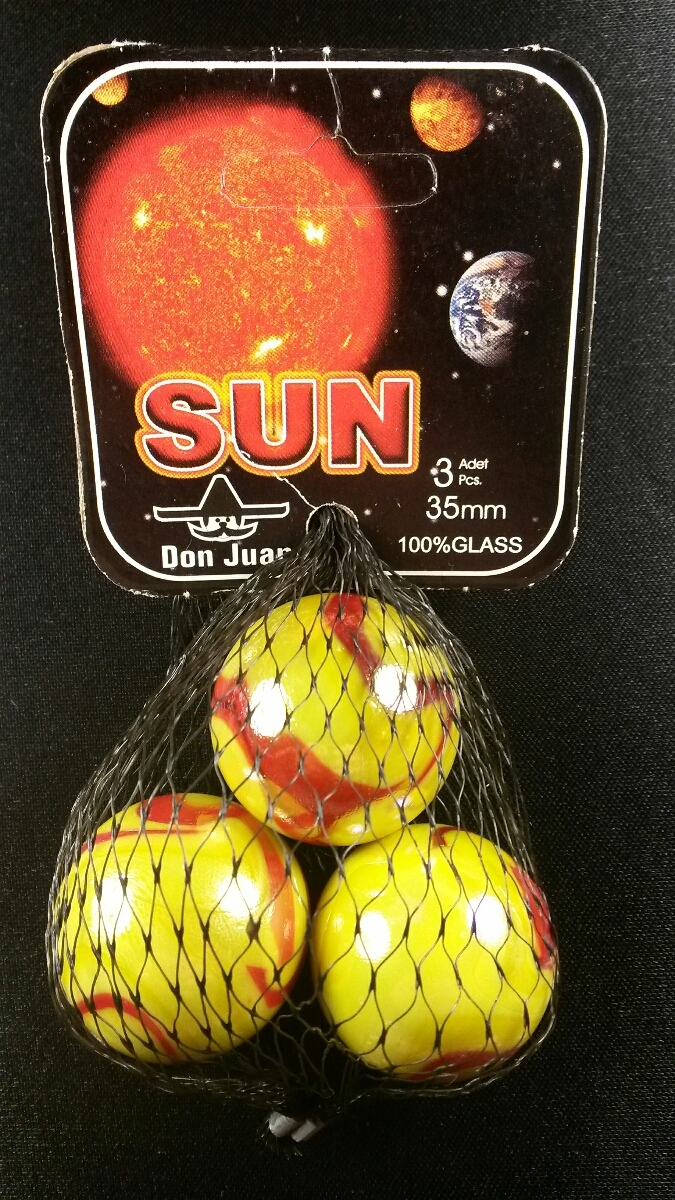 SUN
3 Adet
Pcs.
35mm
Don Juan
100%GLASS